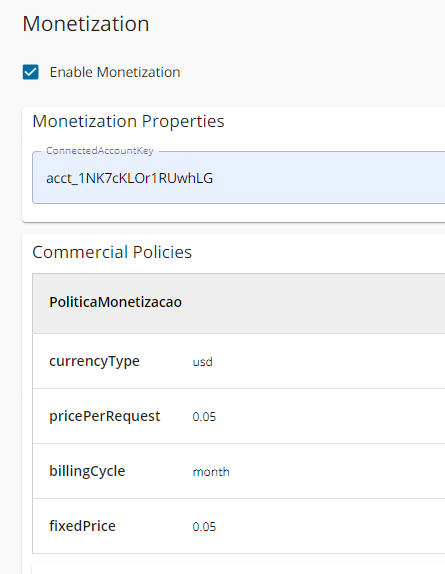 Monetization
Enable Monetization
Monetization Properties
ConnectedAccountKey
acct_1NK7cKLOr1RUwhLG
Commercial Policies
PoliticaMonetizacao
currencyType usd
pricePerRequest 0.05
billingCycle month
fixedPrice 0.05